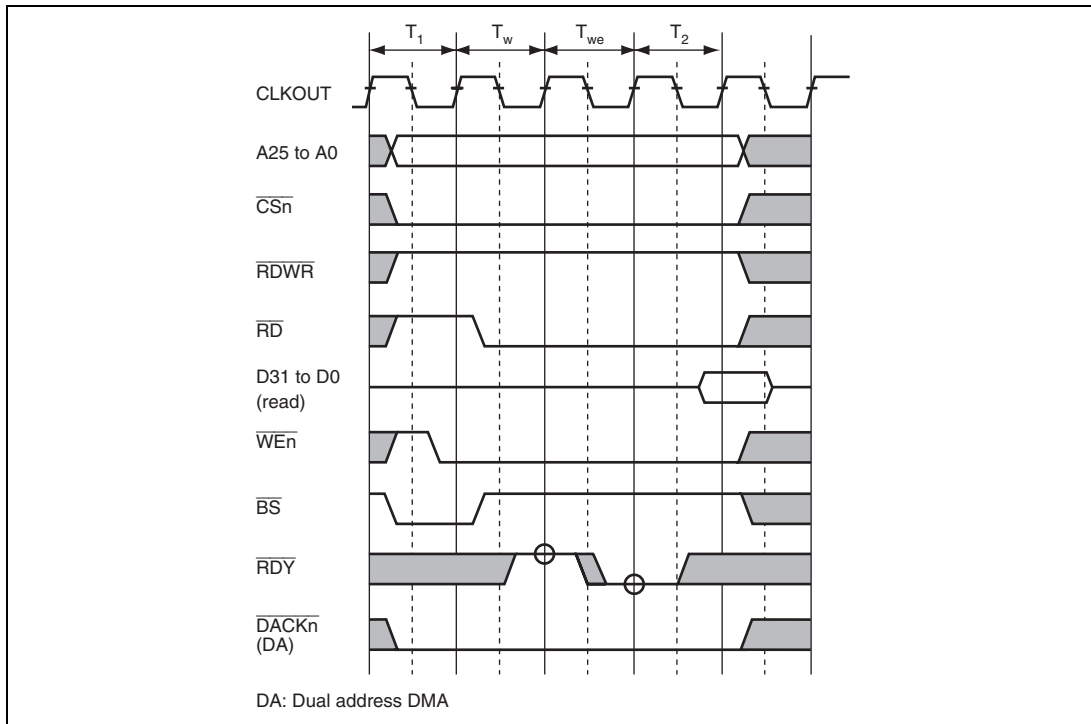 T1 Tw Twe T2
CLKOUT
A25 to A0
CSn
RDWR
RD
D31 to D0
(read)
WEn
BS
RDY
DACKn
(DA)
DA: Dual address DMA